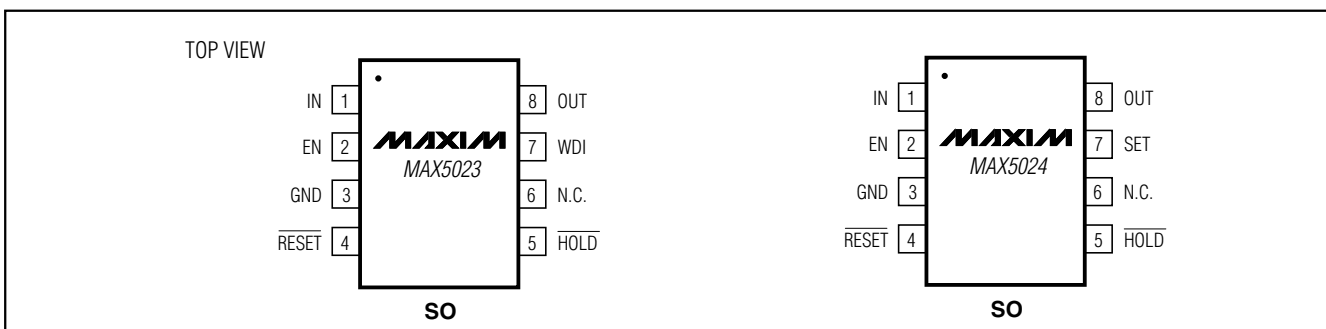 TOP VIEW
IN 1
EN 2
GND 3
RESET 4
MAXIM
MAX5023
8 OUT
7 WDI
6 N.C.
5 HOLD
SO
IN 1
EN 2
GND 3
RESET 4
MAXIM
MAX5024
8 OUT
7 SET
6 N.C.
5 HOLD
SO